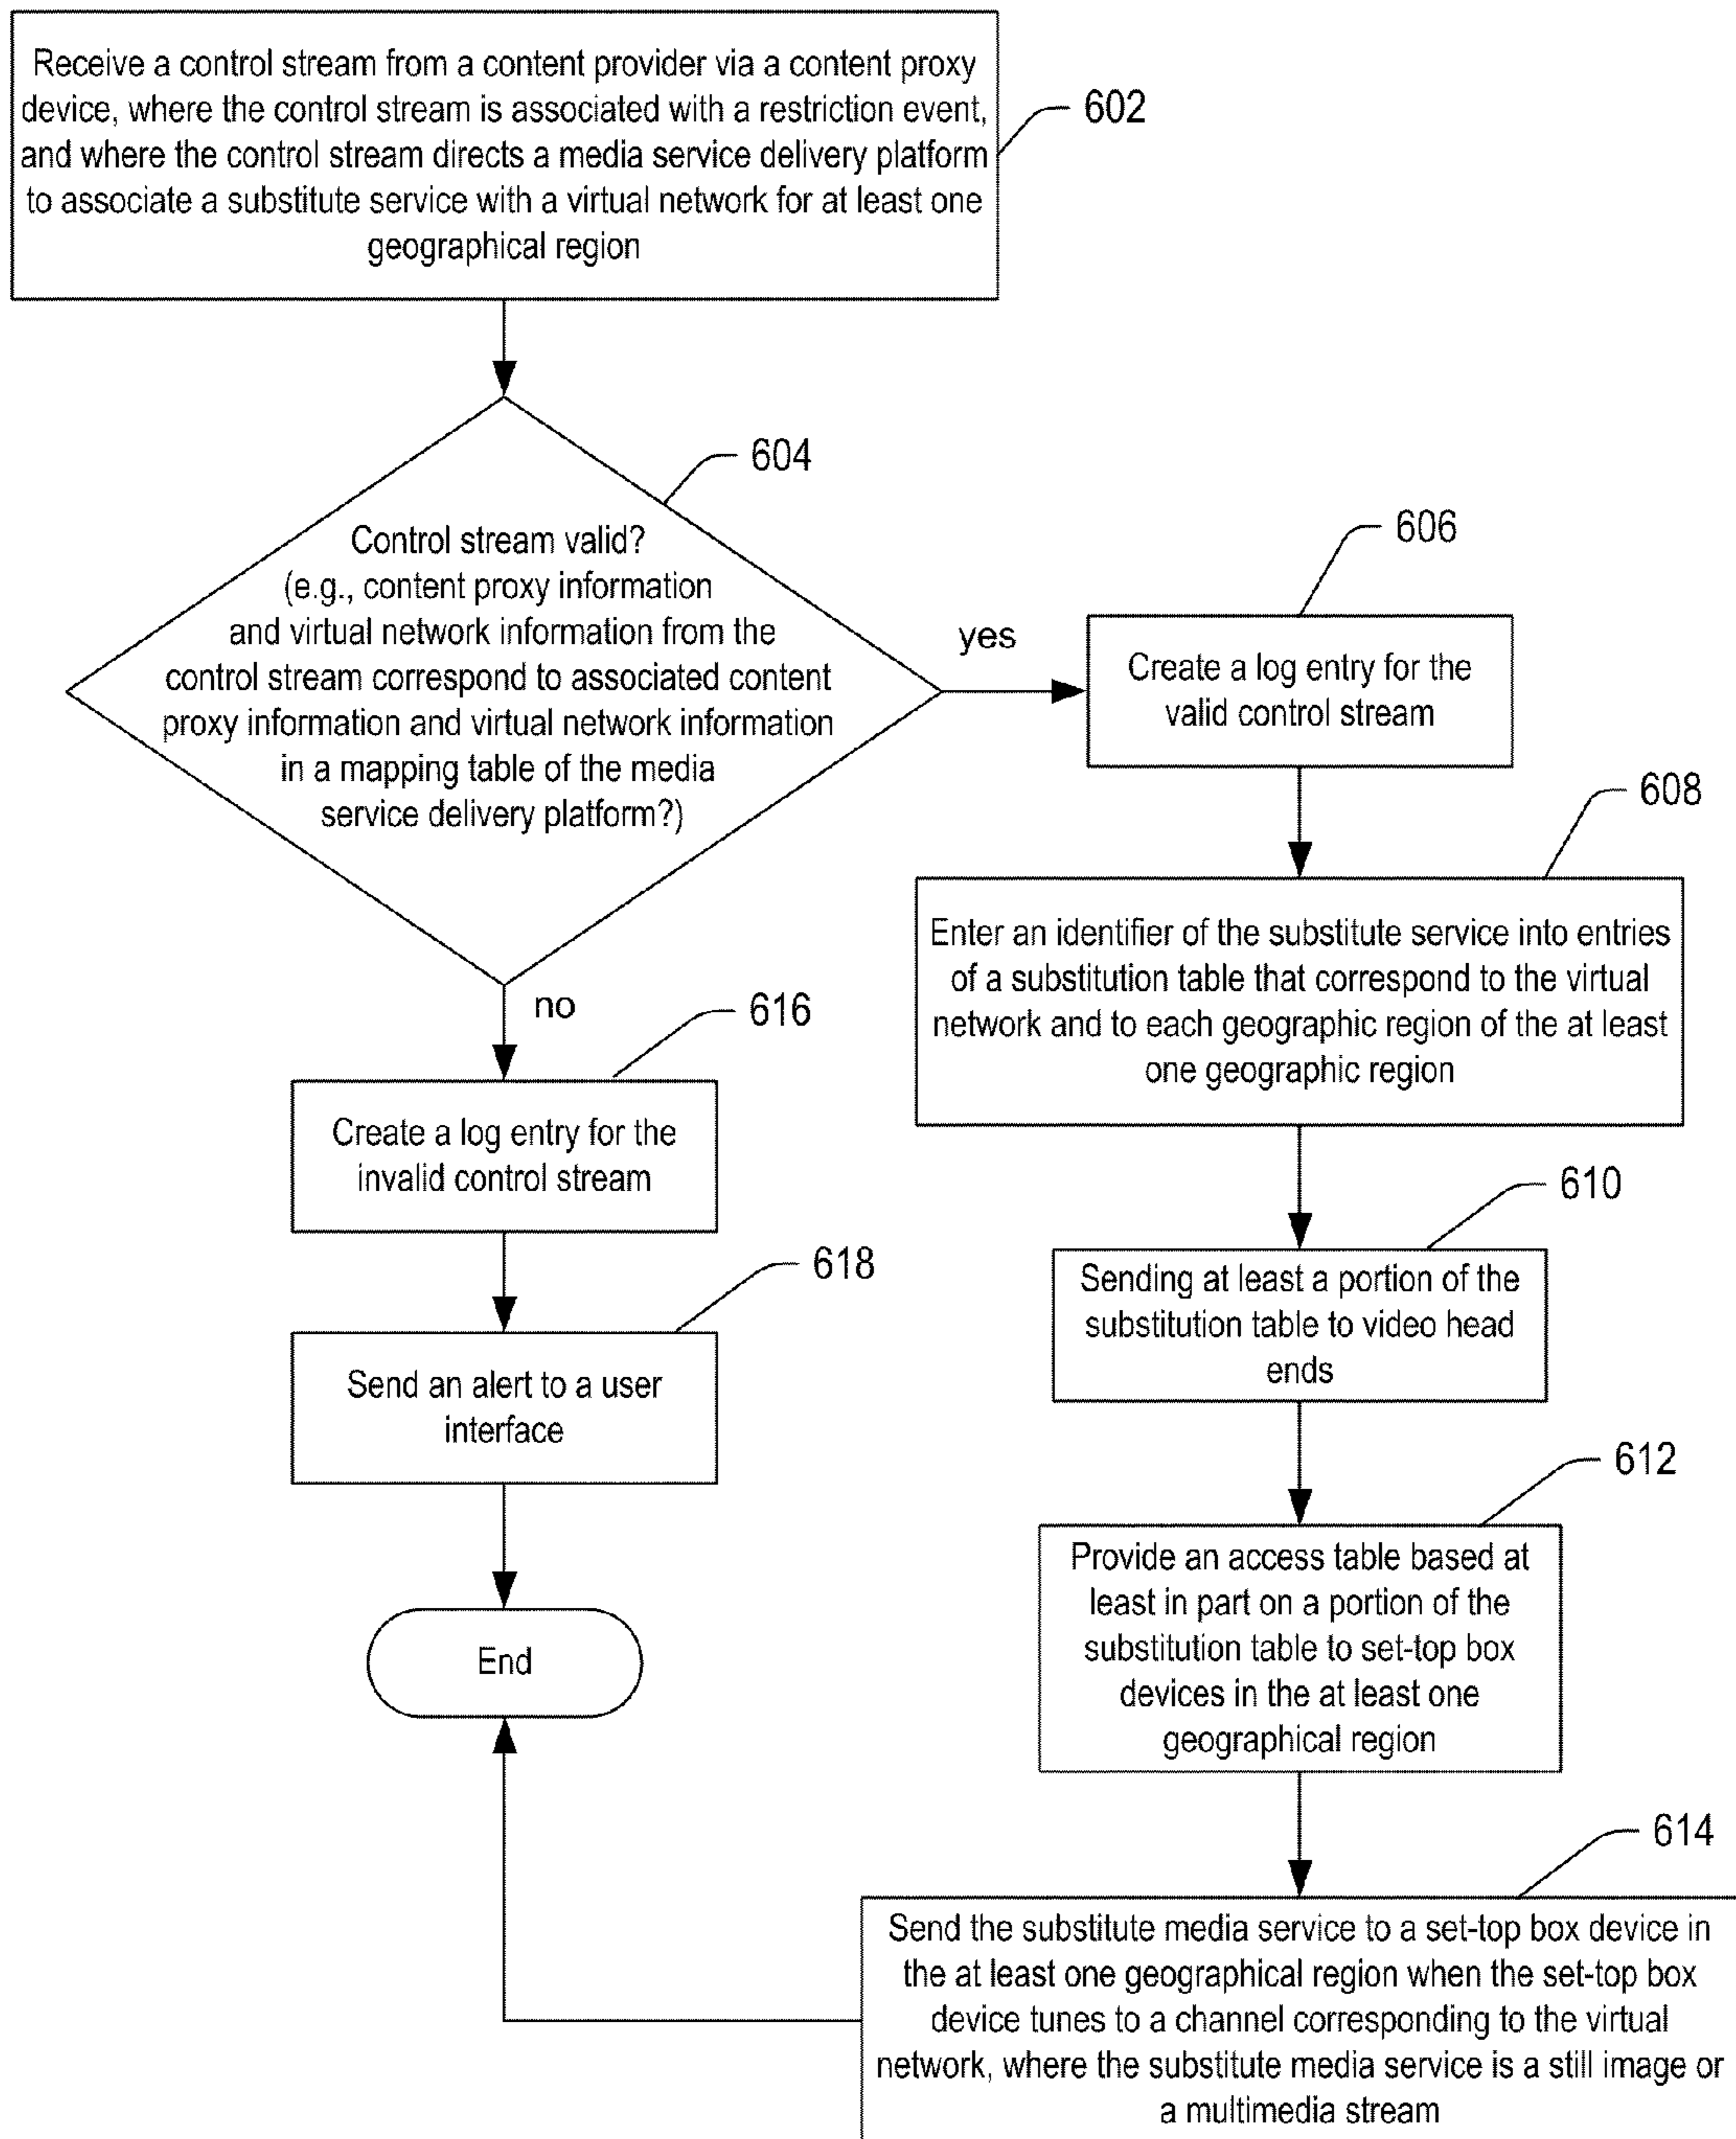 Receive a control stream from a content provider via a content proxy
device, where the control stream is associated with a restriction event,
and where the control stream directs a media service delivery platform
to associate a substitute service with a virtual network for at least one
geographical region
602
604
Control stream valid?
(e.g., content proxy information
and virtual network information from the
control stream correspond to associated content
proxy information and virtual network information
in a mapping table of the media
service delivery platform?)
yes
606
Create a log entry for the
valid control stream
608
Enter an identifier of the substitute service into entries
of a substitution table that correspond to the virtual
network and to each geographic region of the at least
one geographic region
no
616
Create a log entry for the
invalid control stream
610
Sending at least a portion of the
substitution table to video head
ends
618
Send an alert to a user
interface
612
Provide an access table based at
least in part on a portion of the
substitution table to set-top box
devices in the at least one
geographical region
End
614
Send the substitute media service to a set-top box device in
the at least one geographical region when the set-top box
device tunes to a channel corresponding to the virtual
network, where the substitute media service is a still image or
a multimedia stream